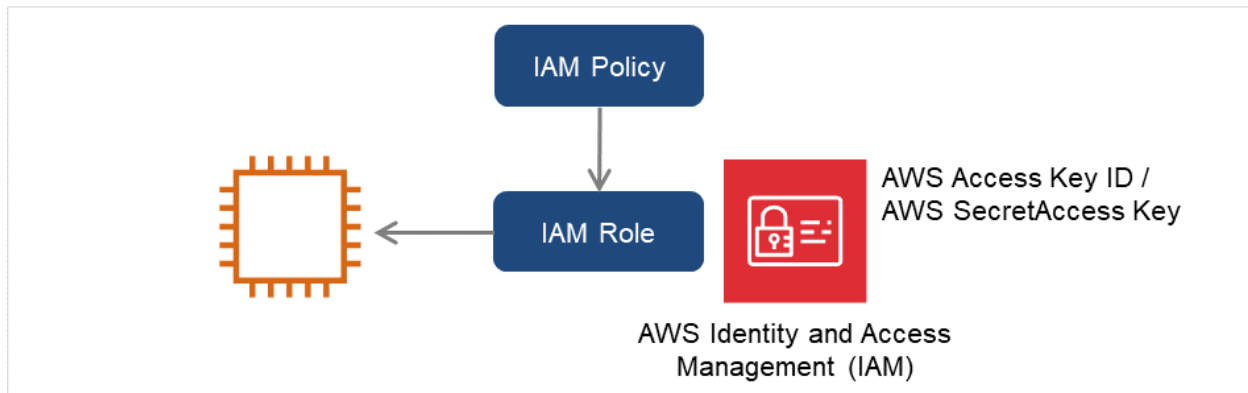 IAM Policy
IAM Role
AWS Access Key ID /
AWS SecretAccess Key
AWS Identity and Access
Management (IAM)